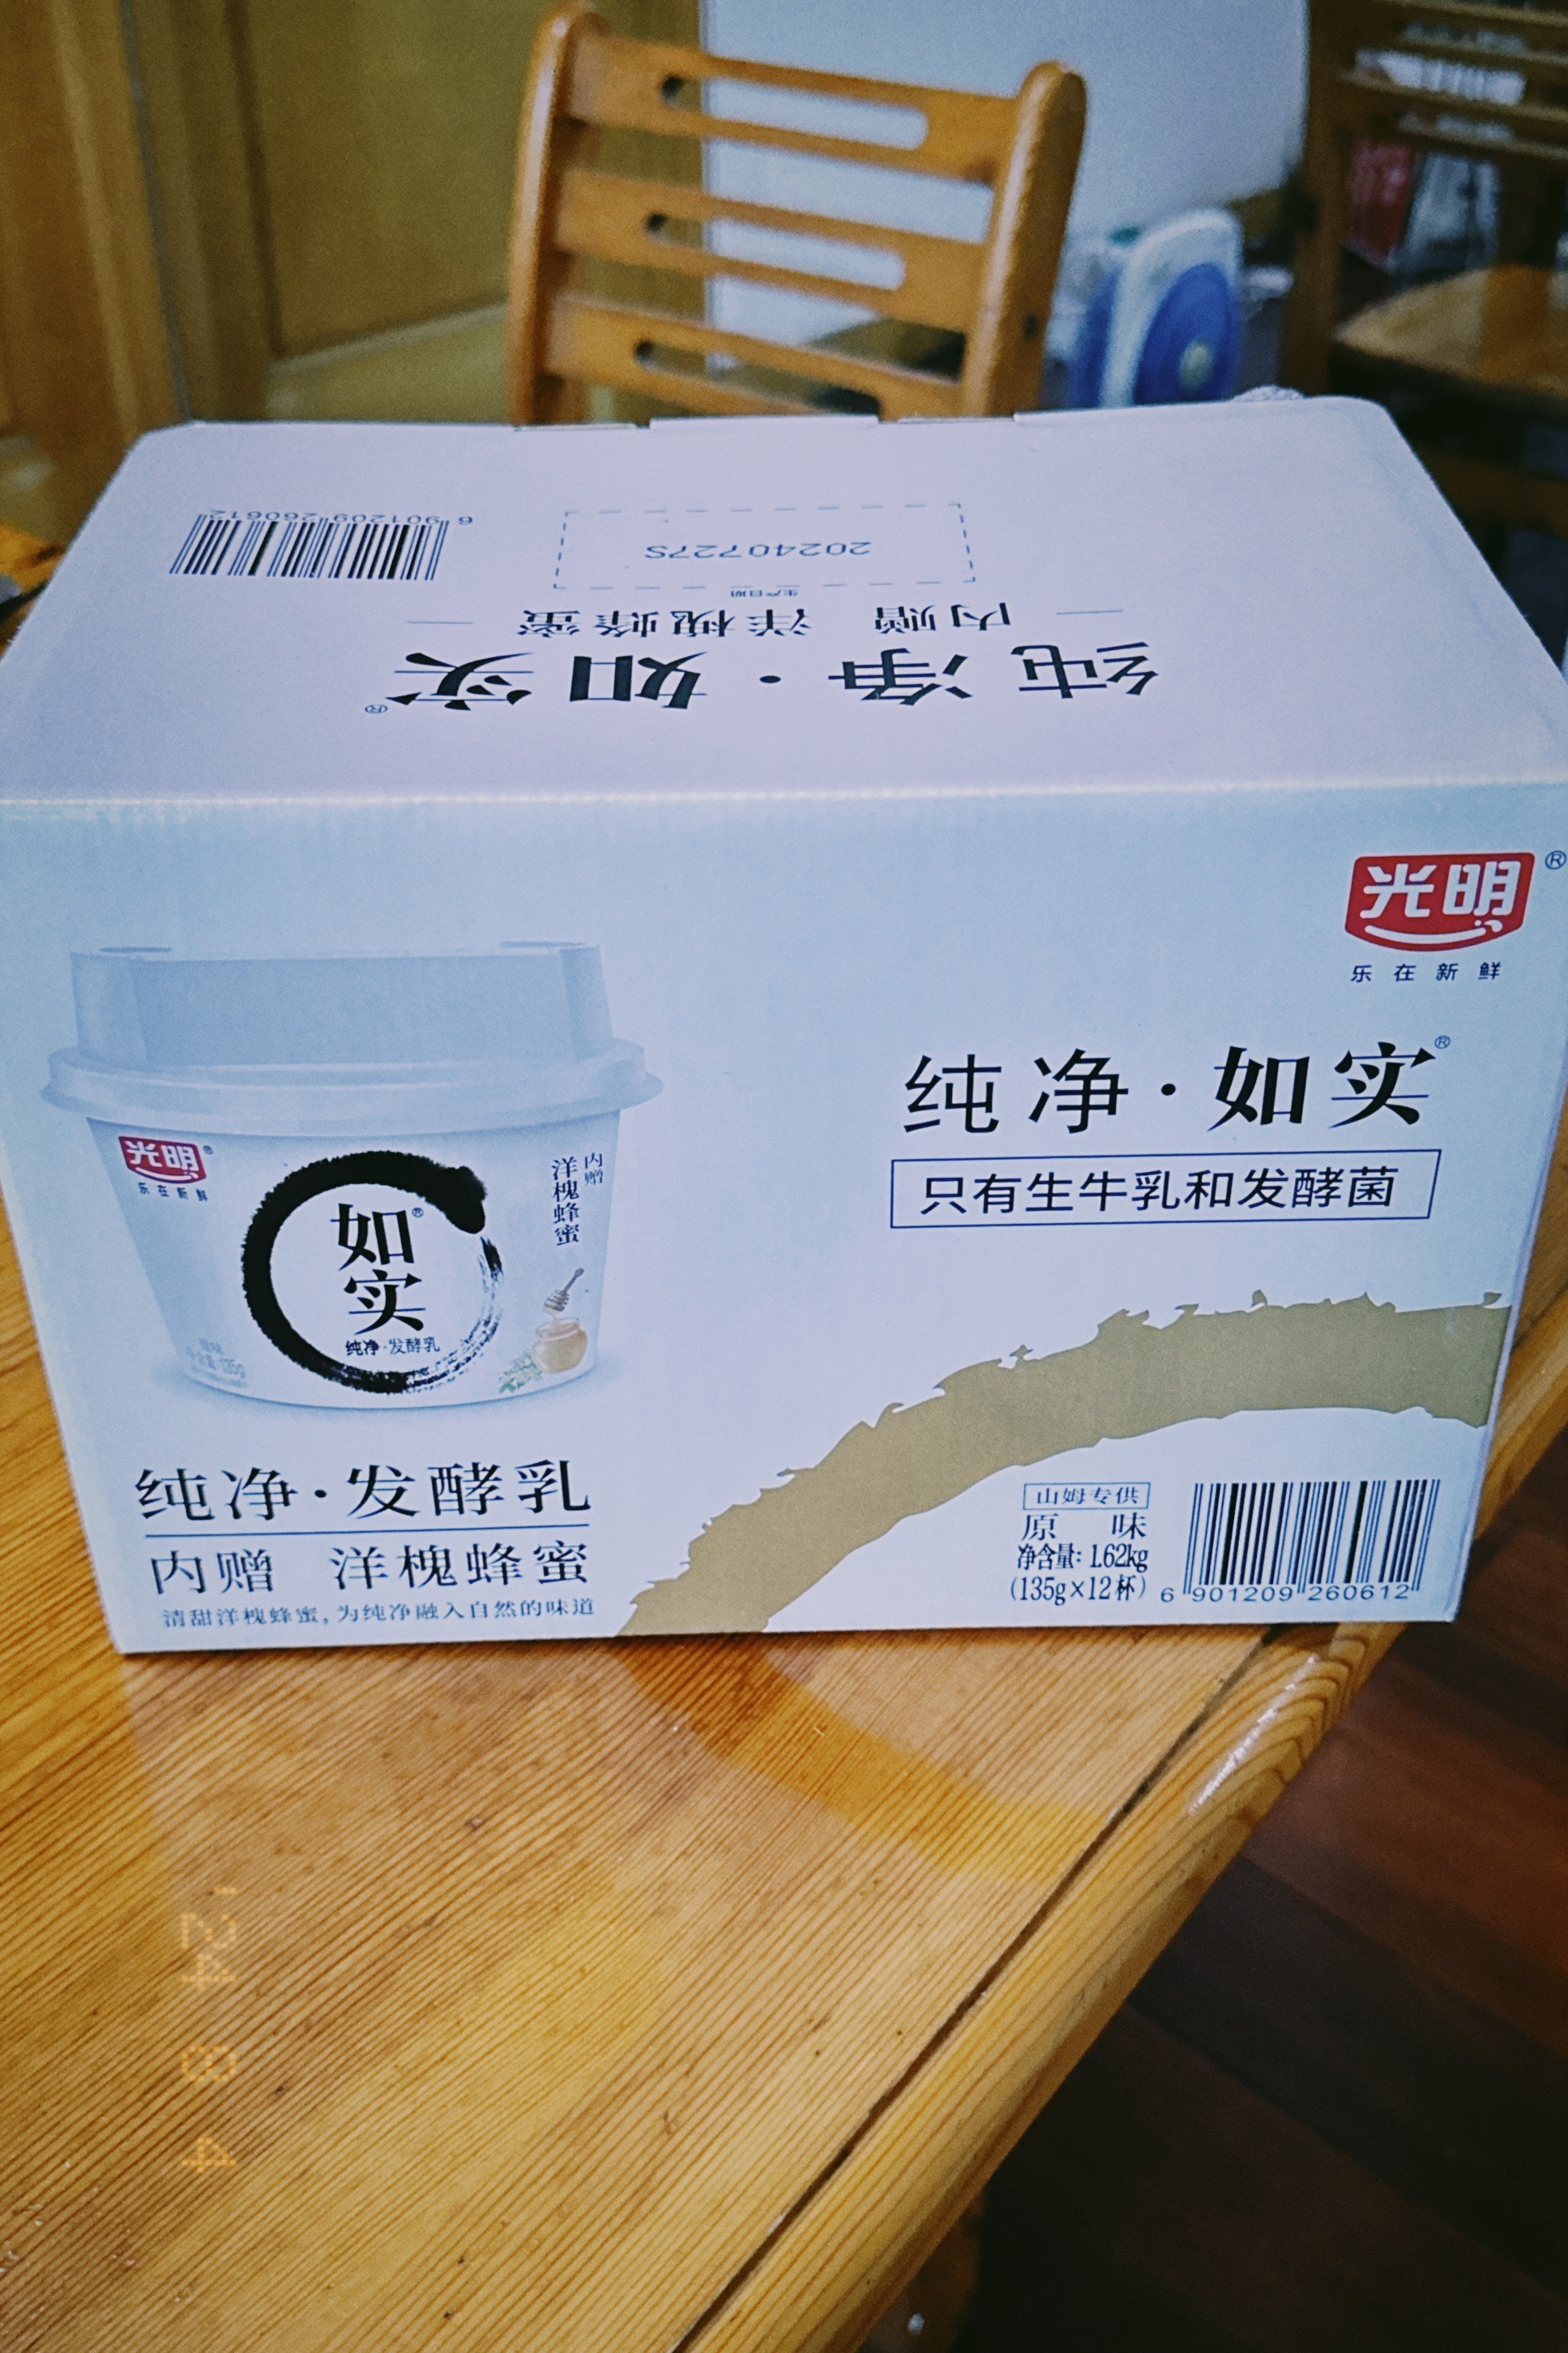 6 901209 260612
20240727S
生产日期
内赠 洋槐蜂蜜
纯净·如实®
光明®
乐在新鲜
纯净·如实®
只有生牛乳和发酵菌
光明®
乐在新鲜
内赠
洋槐蜂蜜
如®
实
纯净·发酵乳
纯净·发酵乳
内赠 洋槐蜂蜜
清甜洋槐蜂蜜,为纯净融入自然的味道
山姆专供
原味
净含量: 1.62kg
(135g×12杯)
6 901209 260612
'24 8 4